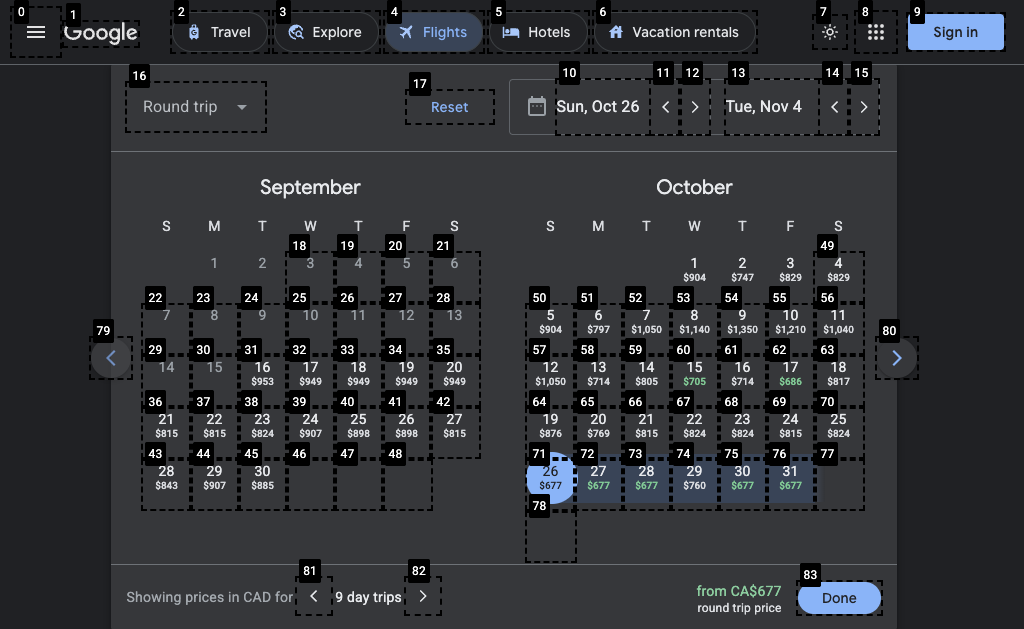 0 1 2 3 4 5 6 7 8 9
Google Travel Explore Flights Hotels Vacation rentals Sign in
16 17 10 11 12 13 14 15
Round trip Reset Sun, Oct 26 Tue, Nov 4
September October
S M T W T F S S M T W T F S
18 19 20 21 49
1 2 3 4 5 6 1 2 3 4
$904 $747 $829 $829
22 23 24 25 26 27 28 50 51 52 53 54 55 56
7 8 9 10 11 12 13 5 6 7 8 9 10 11
$904 $797 $1,050 $1,140 $1,350 $1,210 $1,040
79 80
29 30 31 32 33 34 35 57 58 59 60 61 62 63
14 15 16 17 18 19 20 12 13 14 15 16 17 18
$953 $949 $949 $949 $949 $1,050 $714 $805 $705 $714 $686 $817
36 37 38 39 40 41 42 64 65 66 67 68 69 70
21 22 23 24 25 26 27 19 20 21 22 23 24 25
$815 $815 $824 $907 $898 $898 $815 $876 $769 $815 $824 $824 $815 $824
43 44 45 46 47 48 71 72 73 74 75 76 77
28 29 30 26 27 28 29 30 31
$843 $907 $885 $677 $677 $677 $760 $677 $677
78
81 82 83
Showing prices in CAD for 9 day trips from CA$677
round trip price
Done